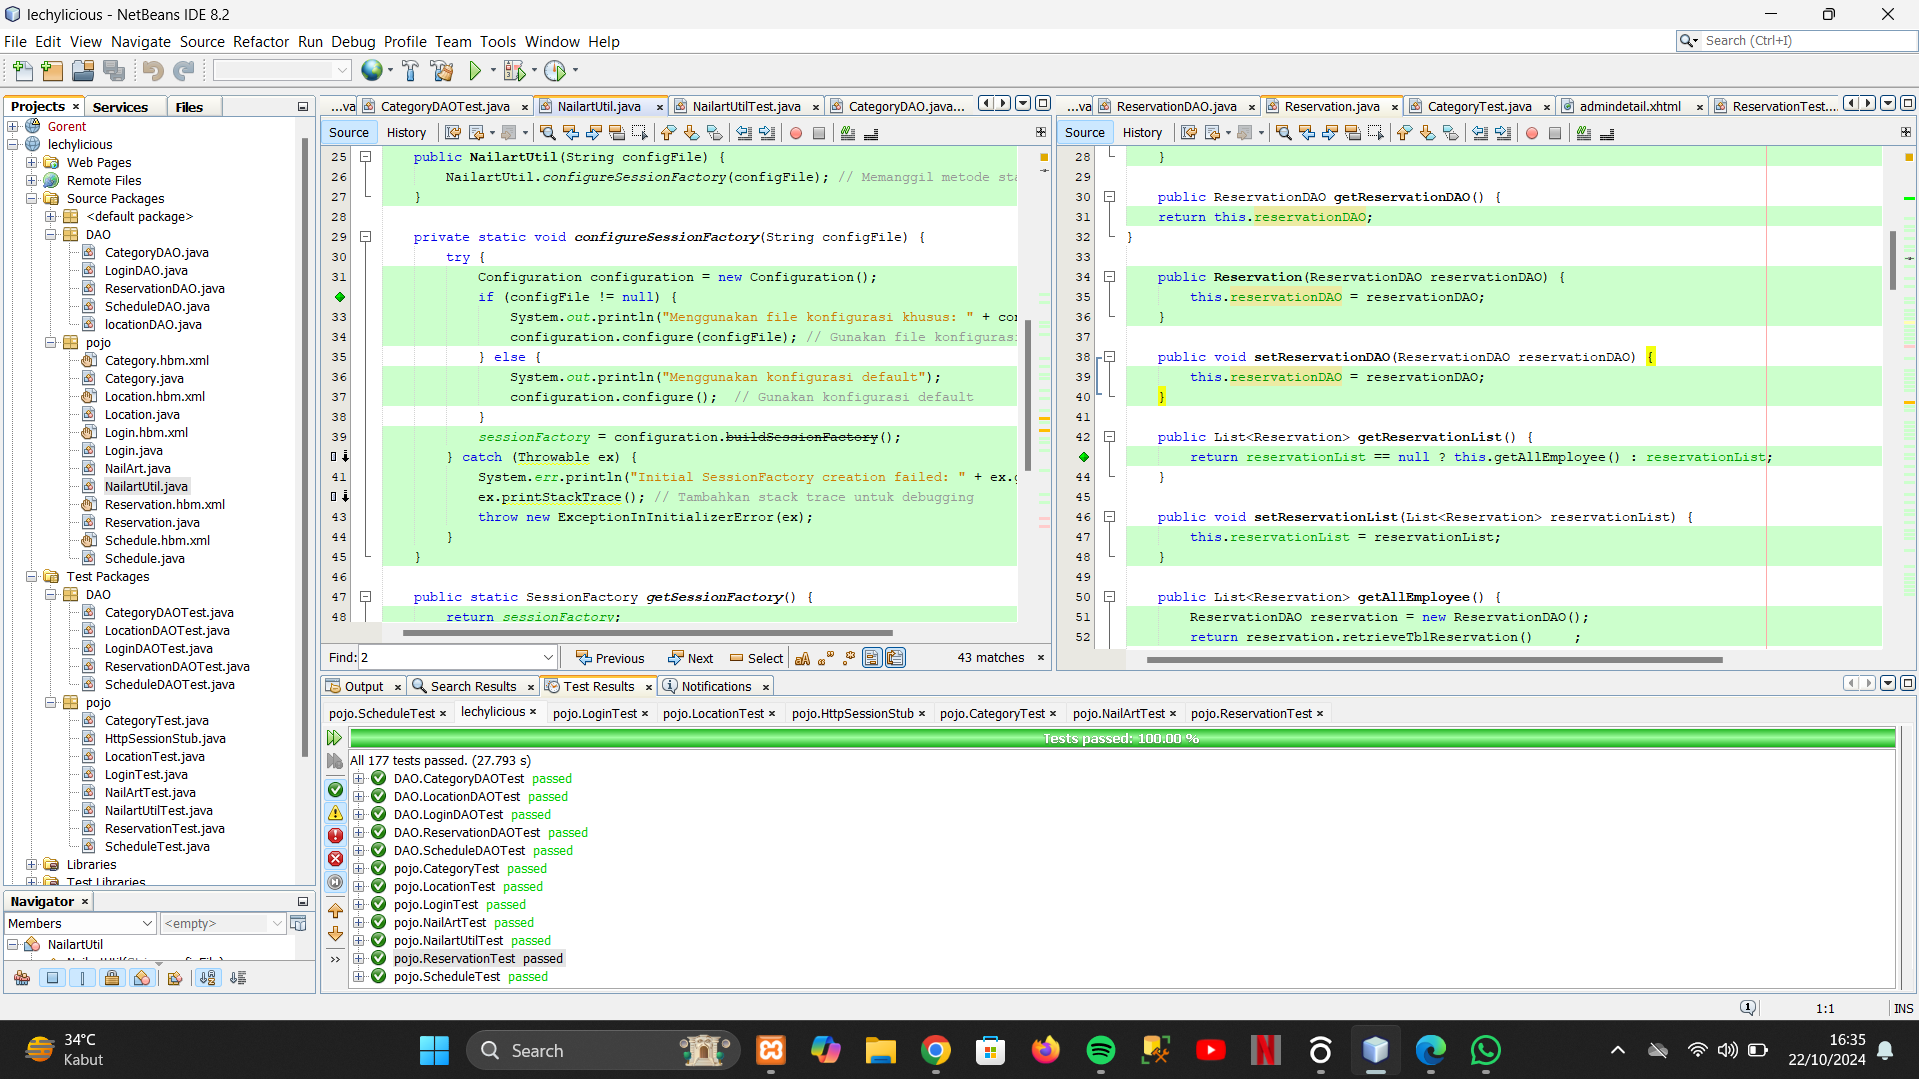 lechylicious - NetBeans IDE 8.2
File Edit View Navigate Source Refactor Run Debug Profile Team Tools Window Help
Search (Ctrl+I)
Projects Services Files
Gorent
lechylicious
Web Pages
Remote Files
Source Packages
<default package>
DAO
CategoryDAO.java
LoginDAO.java
ReservationDAO.java
ScheduleDAO.java
locationDAO.java
pojo
Category.hbm.xml
Category.java
Location.hbm.xml
Location.java
Login.hbm.xml
Login.java
NailArt.java
NailartUtil.java
Reservation.hbm.xml
Reservation.java
Schedule.hbm.xml
Schedule.java
Test Packages
DAO
CategoryDAOTest.java
LocationDAOTest.java
LoginDAOTest.java
ReservationDAOTest.java
ScheduleDAOTest.java
pojo
CategoryTest.java
HttpSessionStub.java
LocationTest.java
LoginTest.java
NailArtTest.java
NailartUtilTest.java
ReservationTest.java
ScheduleTest.java
Libraries
Test Libraries
Navigator
Members <empty>
NailartUtil
...va CategoryDAOTest.java NailartUtil.java NailartUtilTest.java CategoryDAO.java...
Source History
25 public NailartUtil(String configFile) {
26 NailartUtil.configureSessionFactory(configFile); // Memanggil metode sta
27 }
28
29 private static void configureSessionFactory(String configFile) {
30 try {
31 Configuration configuration = new Configuration();
if (configFile != null) {
33 System.out.println("Menggunakan file konfigurasi khusus: " + con
34 configuration.configure(configFile); // Gunakan file konfigurasi
35 } else {
36 System.out.println("Menggunakan konfigurasi default");
37 configuration.configure(); // Gunakan konfigurasi default
38 }
39 sessionFactory = configuration.buildSessionFactory();
} catch (Throwable ex) {
41 System.err.println("Initial SessionFactory creation failed: " + ex.g
ex.printStackTrace(); // Tambahkan stack trace untuk debugging
43 throw new ExceptionInInitializerError(ex);
44 }
45 }
46
47 public static SessionFactory getSessionFactory() {
48 return sessionFactory;
Find: 2 Previous Next Select 43 matches
...va ReservationDAO.java Reservation.java CategoryTest.java admindetail.xhtml ReservationTest....
Source History
28 }
29
30 public ReservationDAO getReservationDAO() {
31 return this.reservationDAO;
32 }
33
34 public Reservation(ReservationDAO reservationDAO) {
35 this.reservationDAO = reservationDAO;
36 }
37
38 public void setReservationDAO(ReservationDAO reservationDAO) {
39 this.reservationDAO = reservationDAO;
40 }
41
42 public List<Reservation> getReservationList() {
return reservationList == null ? this.getAllEmployee() : reservationList;
44 }
45
46 public void setReservationList(List<Reservation> reservationList) {
47 this.reservationList = reservationList;
48 }
49
50 public List<Reservation> getAllEmployee() {
51 ReservationDAO reservation = new ReservationDAO();
52 return reservation.retrieveTblReservation() ;
Output Search Results Test Results Notifications
pojo.ScheduleTest lechylicious pojo.LoginTest pojo.LocationTest pojo.HttpSessionStub pojo.CategoryTest pojo.NailArtTest pojo.ReservationTest
Tests passed: 100.00 %
All 177 tests passed. (27.793 s)
DAO.CategoryDAOTest passed
DAO.LocationDAOTest passed
DAO.LoginDAOTest passed
DAO.ReservationDAOTest passed
DAO.ScheduleDAOTest passed
pojo.CategoryTest passed
pojo.LocationTest passed
pojo.LoginTest passed
pojo.NailArtTest passed
pojo.NailartUtilTest passed
pojo.ReservationTest passed
pojo.ScheduleTest passed
1:1 INS
34°C
Kabut
Search
16:35
22/10/2024